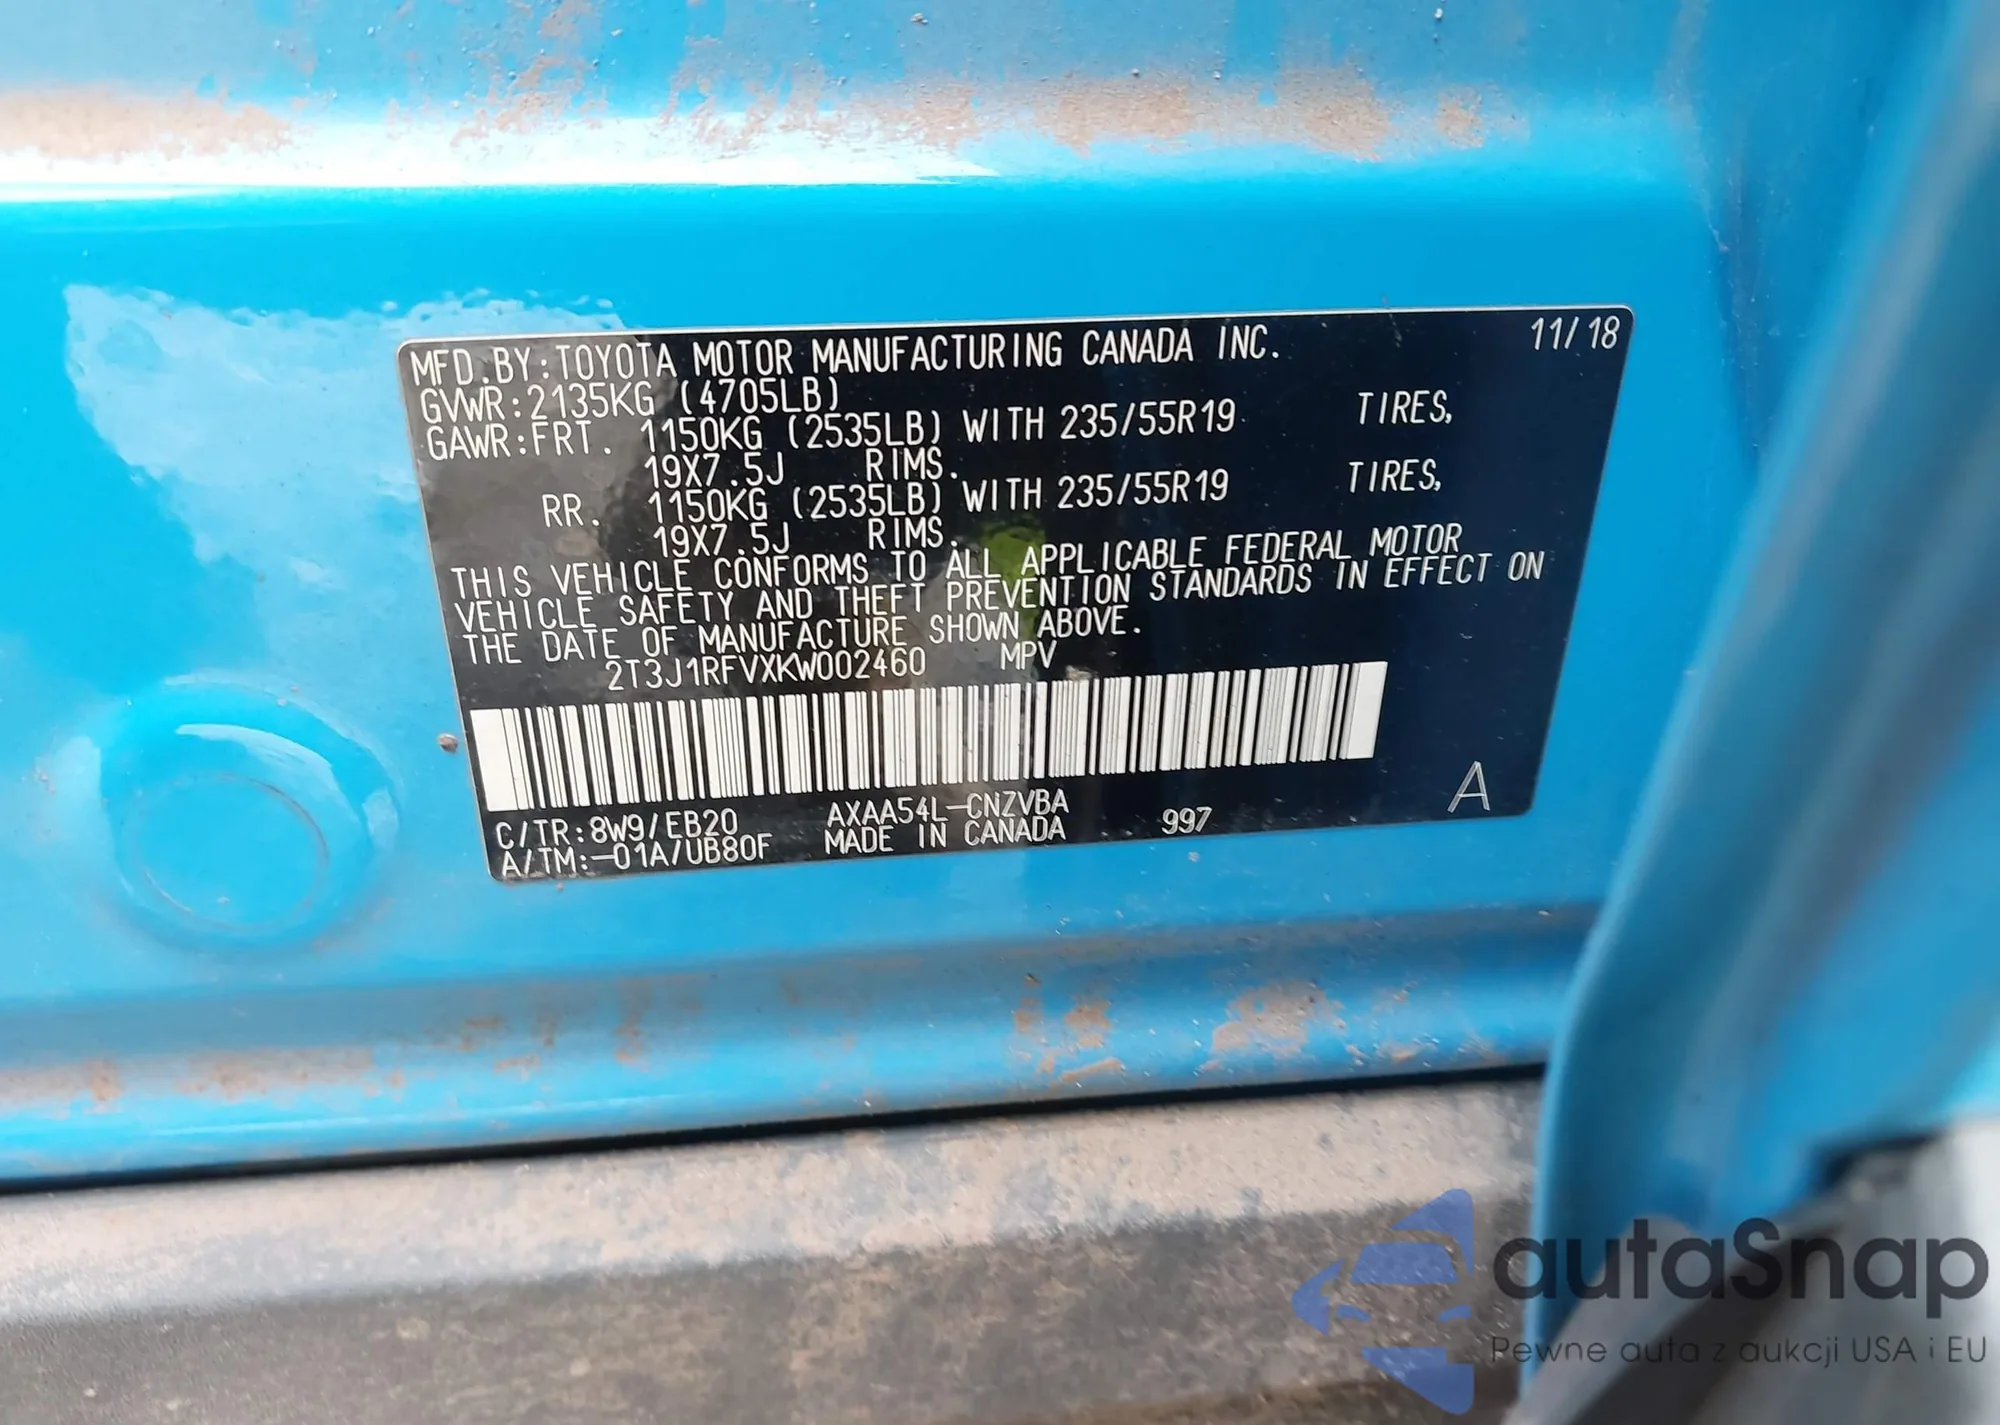 MFD.BY:TOYOTA MOTOR MANUFACTURING CANADA INC. 11/18
GVWR:2135KG (4705LB)
GAWR:FRT. 1150KG (2535LB) WITH 235/55R19 TIRES,
19X7.5J RIMS.
RR. 1150KG (2535LB) WITH 235/55R19 TIRES,
19X7.5J RIMS.
THIS VEHICLE CONFORMS TO ALL APPLICABLE FEDERAL MOTOR
VEHICLE SAFETY AND THEFT PREVENTION STANDARDS IN EFFECT ON
THE DATE OF MANUFACTURE SHOWN ABOVE.
2T3J1RFVXKW002460 MPV
C/TR:8W9/EB20 AXAA54L-CNZVBA 997 A
A/TM:-01A/UB80F MADE IN CANADA
autaSnap
Pewne auta z aukcji USA i EU